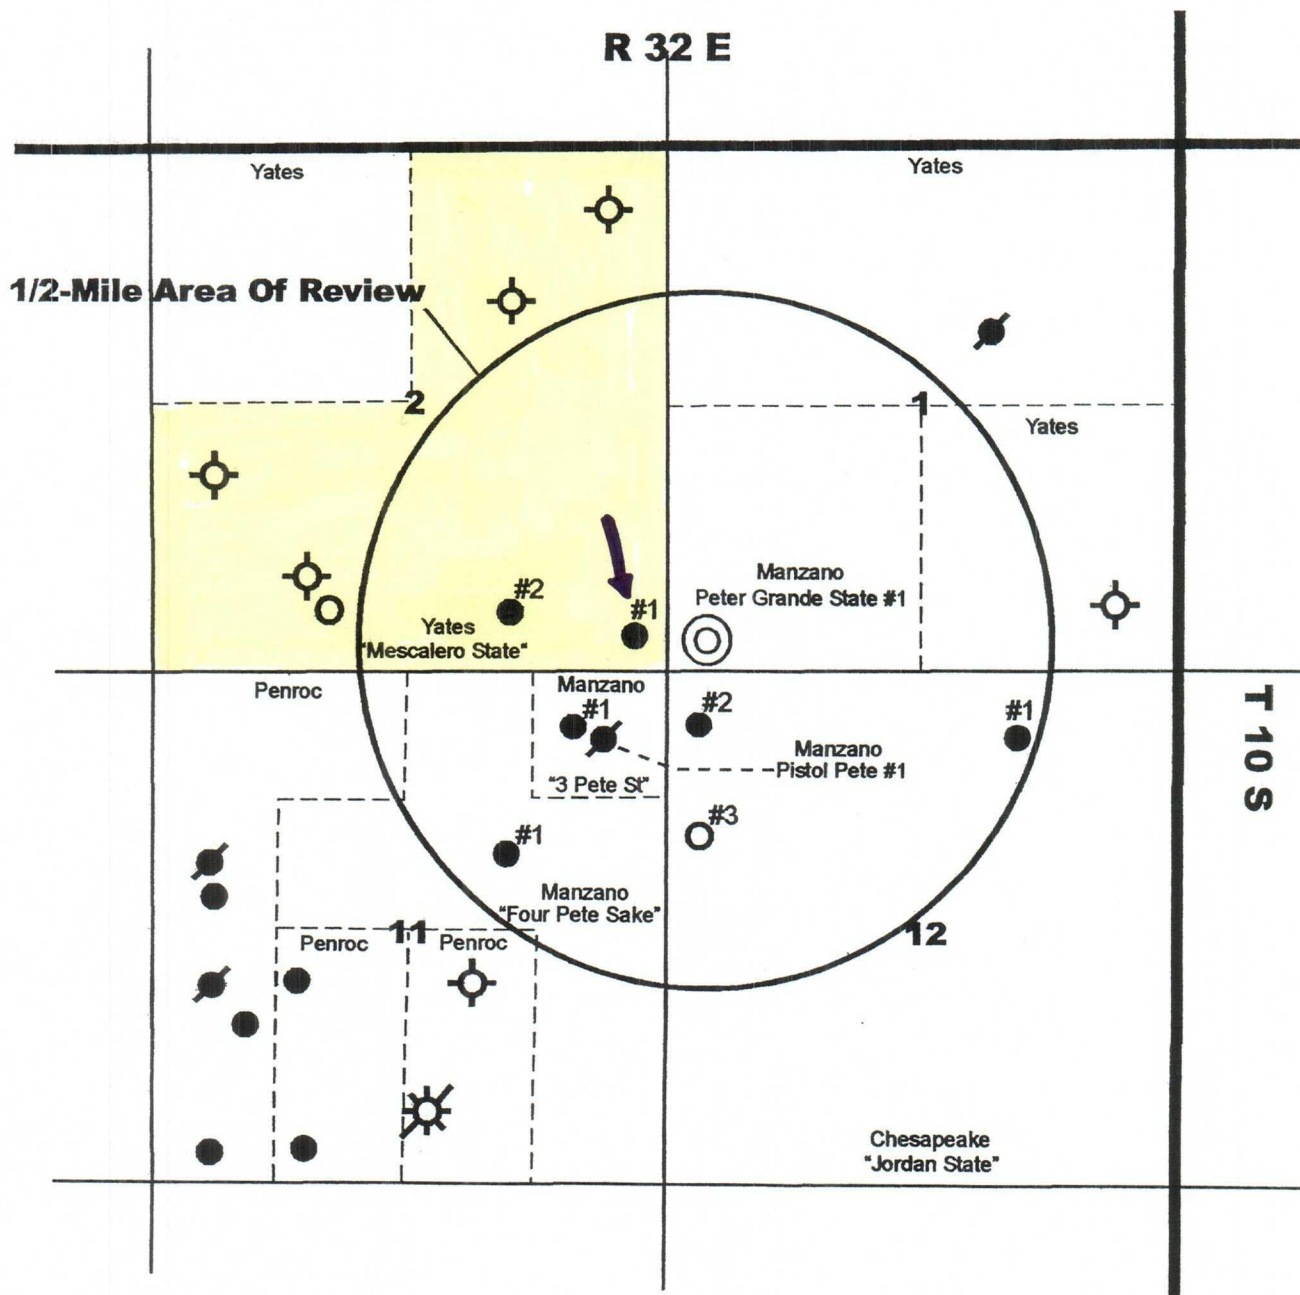 R 32 E
Yates
Yates
1/2-Mile Area Of Review
2
1
Yates
#2
#1
Manzano
Peter Grande State #1
Yates
"Mescalero State"
Penroc
Manzano
#1
#2
#1
Manzano
Pistol Pete #1
"3 Pete St"
T 10 S
#3
#1
Manzano
"Four Pete Sake"
11
12
Penroc
Penroc
Chesapeake
"Jordan State"